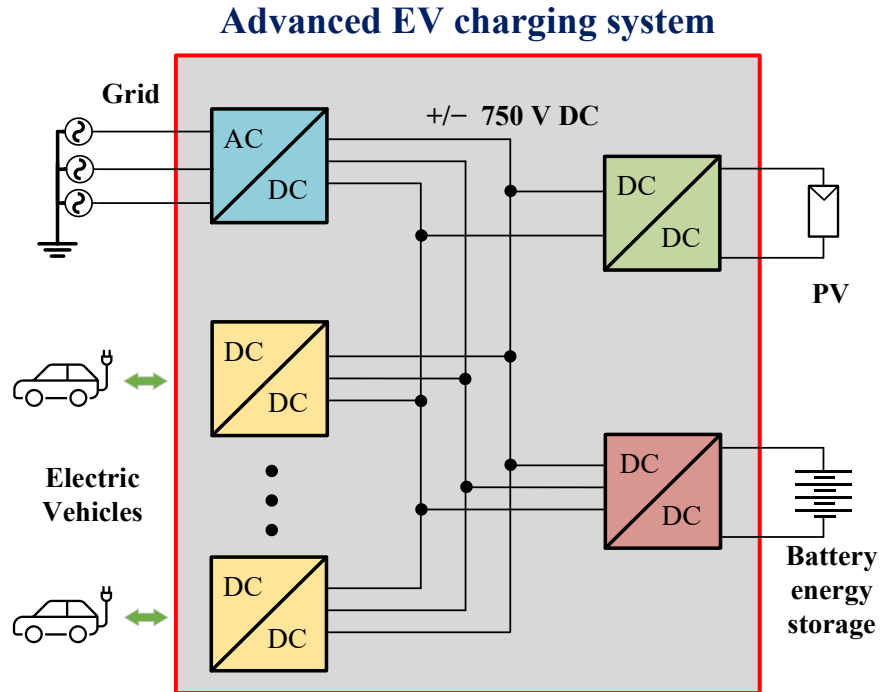 Advanced EV charging system
Grid
+/− 750 V DC
AC
DC
DC
DC
PV
DC
DC
Electric
Vehicles
DC
DC
Battery
energy
storage
DC
DC